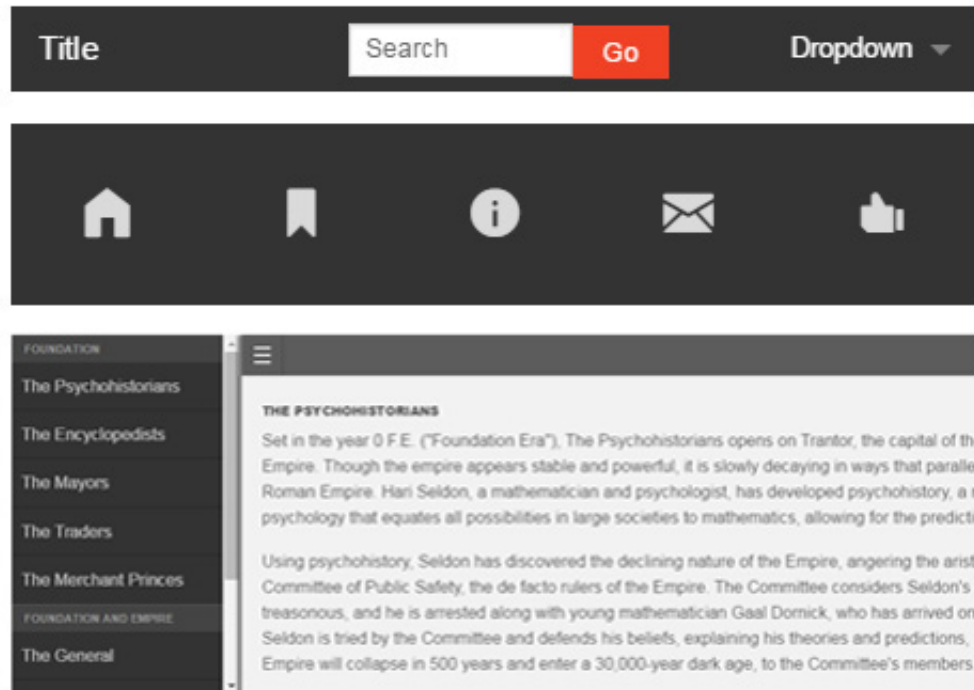 Title
Search
Go
Dropdown
i
FOUNDATION
The Psychohistorians
The Encyclopedists
The Mayors
The Traders
The Merchant Princes
FOUNDATION AND EMPIRE
The General
THE PSYCHOHISTORIANS
Set in the year 0 F.E. ("Foundation Era"), The Psychohistorians opens on Trantor, the capital of th
Empire. Though the empire appears stable and powerful, it is slowly decaying in ways that paralle
Roman Empire. Hari Seldon, a mathematician and psychologist, has developed psychohistory, a
psychology that equates all possibilities in large societies to mathematics, allowing for the predicti
Using psychohistory, Seldon has discovered the declining nature of the Empire, angering the arist
Committee of Public Safety, the de facto rulers of the Empire. The Committee considers Seldon's
treasonous, and he is arrested along with young mathematician Gaal Dornick, who has arrived on
Seldon is tried by the Committee and defends his beliefs, explaining his theories and predictions,
Empire will collapse in 500 years and enter a 30,000-year dark age, to the Committee's members